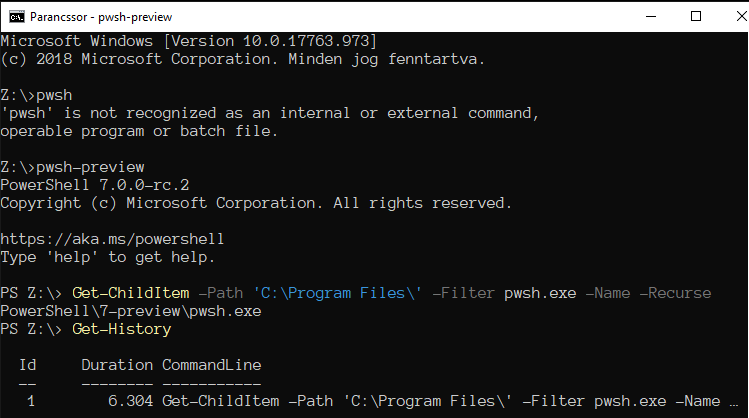 Parancssor - pwsh-preview
Microsoft Windows [Version 10.0.17763.973]
(c) 2018 Microsoft Corporation. Minden jog fenntartva.
Z:\>pwsh
'pwsh' is not recognized as an internal or external command,
operable program or batch file.
Z:\>pwsh-preview
PowerShell 7.0.0-rc.2
Copyright (c) Microsoft Corporation. All rights reserved.
https://aka.ms/powershell
Type 'help' to get help.
PS Z:\> Get-ChildItem -Path 'C:\Program Files\' -Filter pwsh.exe -Name -Recurse
PowerShell\7-preview\pwsh.exe
PS Z:\> Get-History
Id Duration CommandLine
-- -------- -----------
1 6.304 Get-ChildItem -Path 'C:\Program Files\' -Filter pwsh.exe -Name …